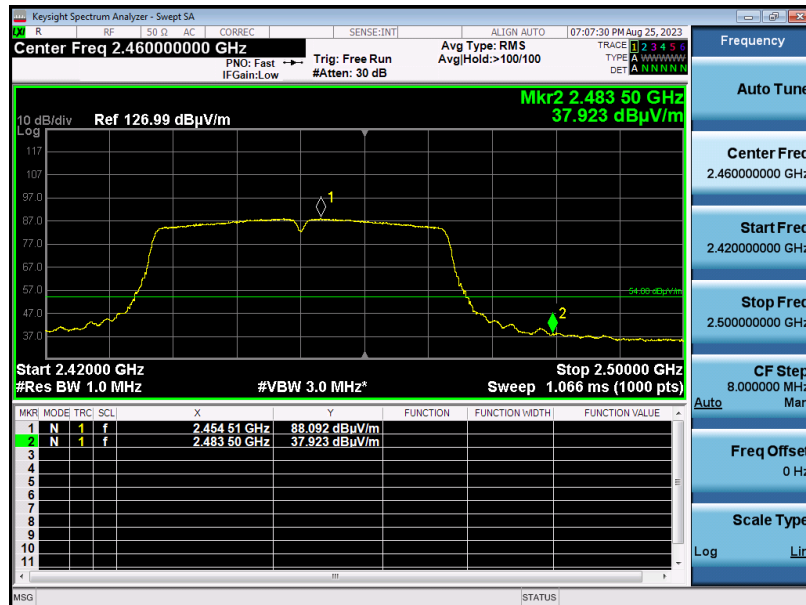 Keysight Spectrum Analyzer - Swept SA
LXI R RF 50 Ω AC CORREC SENSE:INT ALIGN AUTO 07:07:30 PM Aug 25, 2023
Center Freq 2.460000000 GHz
PNO: Fast
IFGain:Low
Trig: Free Run
#Atten: 30 dB
Avg Type: RMS
Avg|Hold:>100/100
TRACE 1 2 3 4 5 6
TYPE A WWWWW
DET A N N N N N
Mkr2 2.483 50 GHz
37.923 dBµV/m
10 dB/div Ref 126.99 dBµV/m
Log
117
107
97.0
87.0
77.0
67.0
57.0
47.0
37.0
1
2
54.00 dBµV/m
Start 2.42000 GHz Stop 2.50000 GHz
#Res BW 1.0 MHz #VBW 3.0 MHz* Sweep 1.066 ms (1000 pts)
MKR MODE TRC SCL X Y FUNCTION FUNCTION WIDTH FUNCTION VALUE
1 N 1 f 2.454 51 GHz 88.092 dBµV/m
2 N 1 f 2.483 50 GHz 37.923 dBµV/m
3
4
5
6
7
8
9
10
11
MSG STATUS
Frequency
Auto Tune
Center Freq
2.460000000 GHz
Start Freq
2.420000000 GHz
Stop Freq
2.500000000 GHz
CF Step
8.000000 MHz
Auto Man
Freq Offset
0 Hz
Scale Type
Log Lin